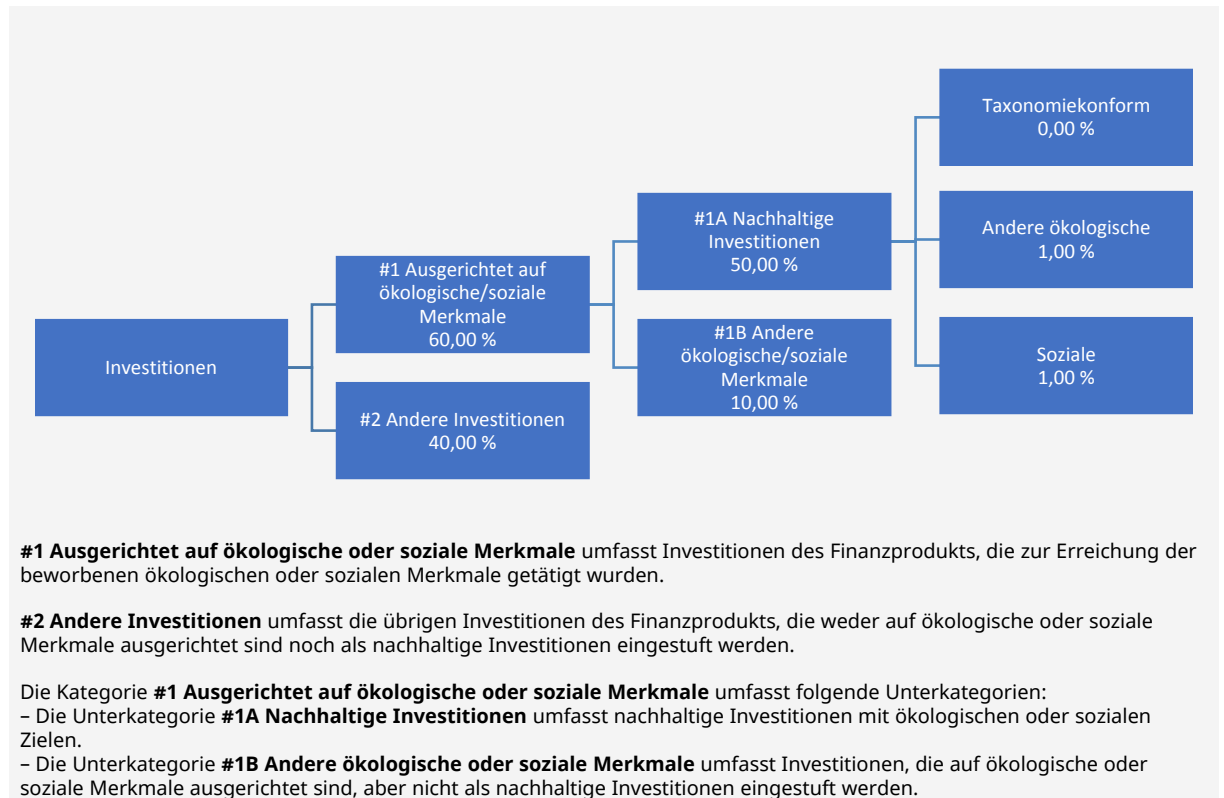 Taxonomiekonform
0,00 %
#1A Nachhaltige
Investitionen
50,00 %
Andere ökologische
1,00 %
#1 Ausgerichtet auf
ökologische/soziale
Merkmale
60,00 %
#1B Andere
ökologische/soziale
Merkmale
10,00 %
Soziale
1,00 %
Investitionen
#2 Andere Investitionen
40,00 %
#1 Ausgerichtet auf ökologische oder soziale Merkmale umfasst Investitionen des Finanzprodukts, die zur Erreichung der
beworbenen ökologischen oder sozialen Merkmale getätigt wurden.
#2 Andere Investitionen umfasst die übrigen Investitionen des Finanzprodukts, die weder auf ökologische oder soziale
Merkmale ausgerichtet sind noch als nachhaltige Investitionen eingestuft werden.
Die Kategorie #1 Ausgerichtet auf ökologische oder soziale Merkmale umfasst folgende Unterkategorien:
– Die Unterkategorie #1A Nachhaltige Investitionen umfasst nachhaltige Investitionen mit ökologischen oder sozialen
Zielen.
– Die Unterkategorie #1B Andere ökologische oder soziale Merkmale umfasst Investitionen, die auf ökologische oder
soziale Merkmale ausgerichtet sind, aber nicht als nachhaltige Investitionen eingestuft werden.